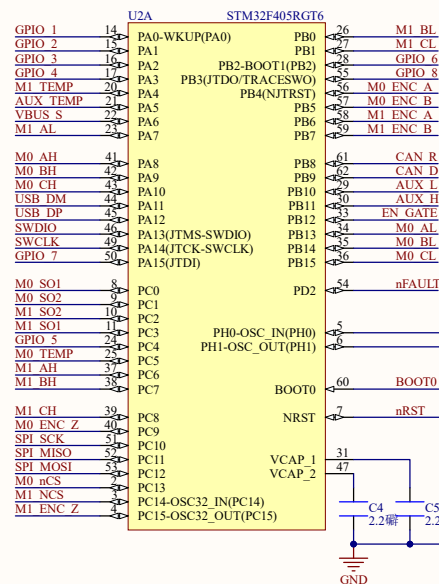 U2A STM32F405RGT6
GPIO_1 14 PA0-WKUP(PA0) PB0 26 M1_BL
GPIO_2 15 PA1 PB1 27 M1_CL
GPIO_3 16 PA2 PB2-BOOT1(PB2) 28 GPIO_6
GPIO_4 17 PA3 PB3(JTDO/TRACESWO) 55 GPIO_8
M1_TEMP 20 PA4 PB4(NJTRST) 56 M0_ENC_A
AUX_TEMP 21 PA5 PB5 57 M0_ENC_B
VBUS_S 22 PA6 PB6 58 M1_ENC_A
M1_AL 23 PA7 PB7 59 M1_ENC_B
M0_AH 41 PA8 PB8 61 CAN_R
M0_BH 42 PA9 PB9 62 CAN_D
M0_CH 43 PA10 PB10 29 AUX_L
USB_DM 44 PA11 PB11 30 AUX_H
USB_DP 45 PA12 PB12 33 EN_GATE
SWDIO 46 PA13(JTMS-SWDIO) PB13 34 M0_AL
SWCLK 49 PA14(JTCK-SWCLK) PB14 35 M0_BL
GPIO_7 50 PA15(JTDI) PB15 36 M0_CL
M0_SO1 8 PC0 PD2 54 nFAULT
M0_SO2 9 PC1
M1_SO2 10 PC2
M1_SO1 11 PC3 PH0-OSC_IN(PH0) 5
GPIO_5 24 PC4 PH1-OSC_OUT(PH1) 6
M0_TEMP 25 PC5
M1_AH 37 PC6
M1_BH 38 PC7 BOOT0 60 BOOT0
M1_CH 39 PC8 NRST 7 nRST
M0_ENC_Z 40 PC9
SPI_SCK 51 PC10
SPI_MISO 52 PC11 VCAP_1 31
SPI_MOSI 53 PC12 VCAP_2 47
M0_nCS 2 PC13
M1_NCS 3 PC14-OSC32_IN(PC14)
M1_ENC_Z 4 PC15-OSC32_OUT(PC15)
C4 C5
2.2 2.2
GND